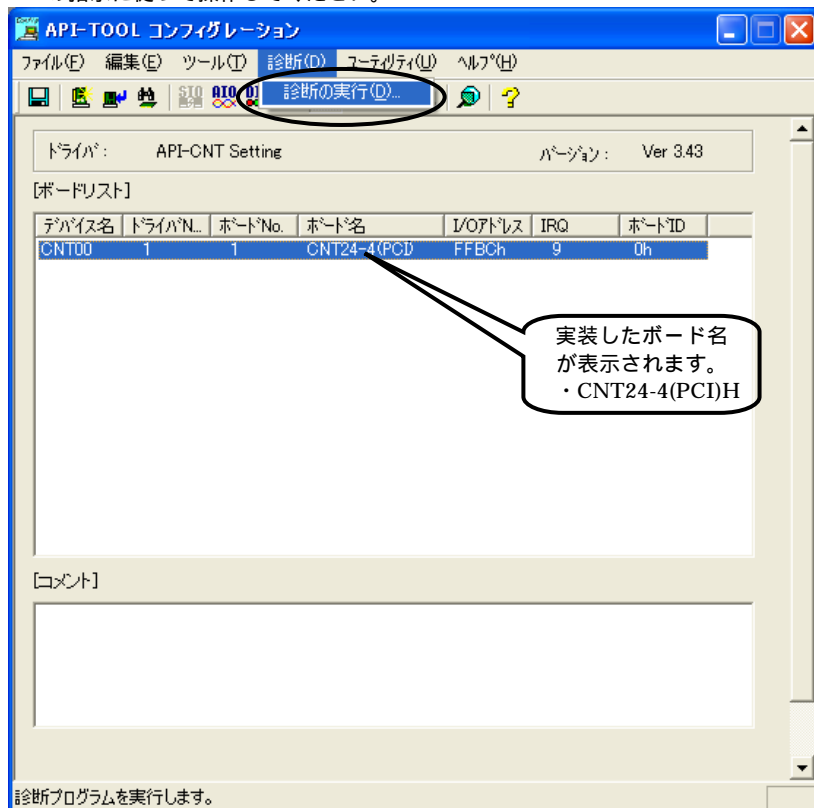 API-TOOL コンフィグレーション
ファイル(F) 編集(E) ツール(T) 診断(D) ユーティリティ(U) ヘルプ(H)
診断の実行(D)...
ドライバ : API-CNT Setting バージョン : Ver 3.43
[ボードリスト]
デバイス名 ドライバN... ボードNo. ボード名 I/Oアドレス IRQ ボードID
CNT00 1 1 CNT24-4(PCI) FFBCh 9 0h
実装したボード名
が表示されます。
・CNT24-4(PCI)H
[コメント]
診断プログラムを実行します。